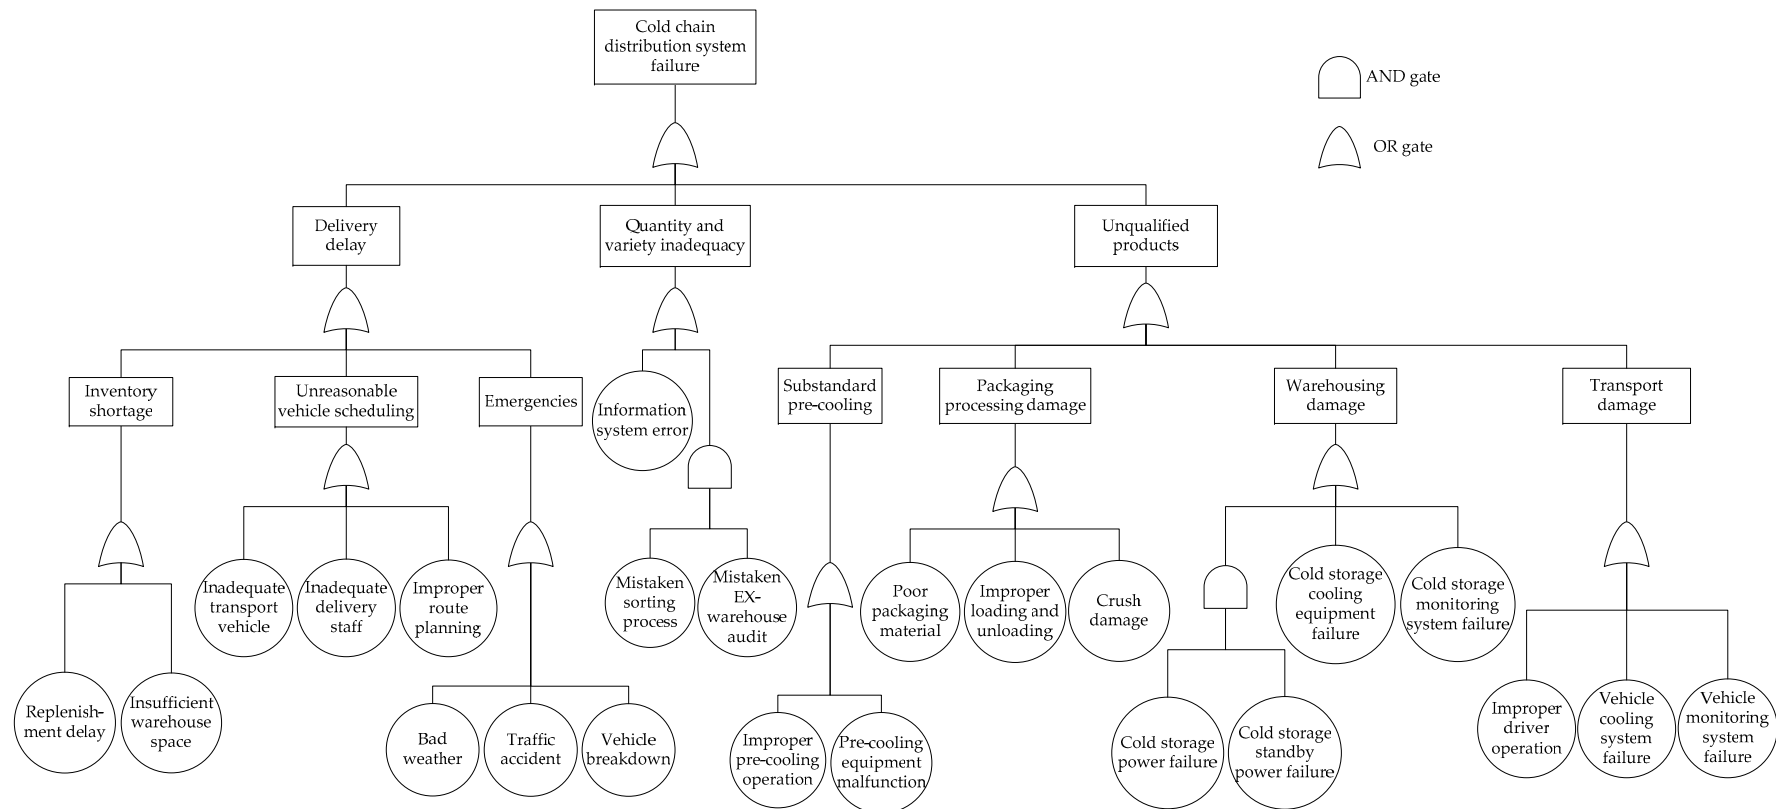 Cold chain
distribution system
failure
AND gate
OR gate
Delivery
delay
Quantity and
variety inadequacy
Unqualified
products
Inventory
shortage
Unreasonable
vehicle scheduling
Emergencies
Information
system error
Substandard
pre-cooling
Packaging
processing damage
Warehousing
damage
Transport
damage
Inadequate
transport
vehicle
Inadequate
delivery
staff
Improper
route
planning
Mistaken
sorting
process
Mistaken
EX-
warehouse
audit
Poor
packaging
material
Improper
loading and
unloading
Crush
damage
Cold storage
cooling
equipment
failure
Cold storage
monitoring
system failure
Replenish-
ment delay
Insufficient
warehouse
space
Bad
weather
Traffic
accident
Vehicle
breakdown
Improper
pre-cooling
operation
Pre-cooling
equipment
malfunction
Cold storage
power failure
Cold storage
standby
power failure
Improper
driver
operation
Vehicle
cooling
system
failure
Vehicle
monitoring
system
failure